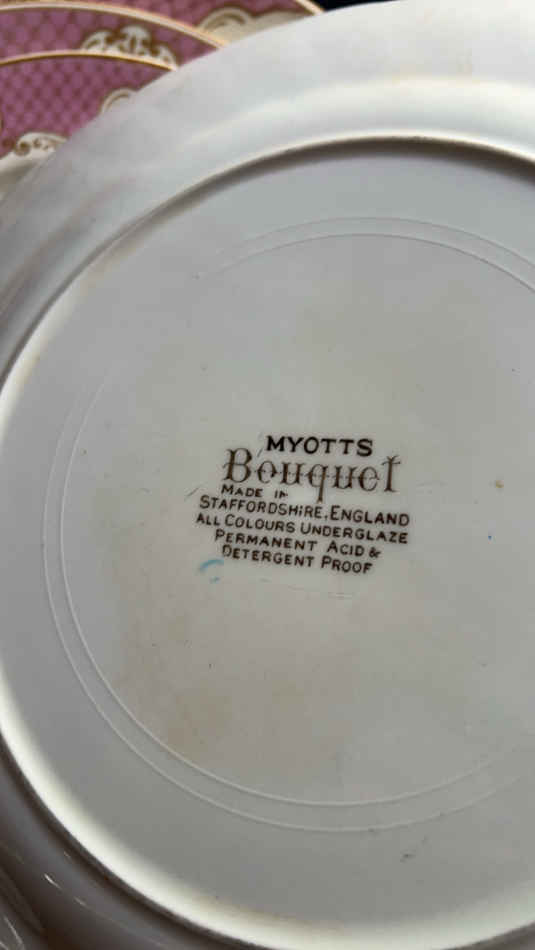 MYOTTS
Bouquet
MADE IN
STAFFORDSHIRE, ENGLAND
ALL COLOURS UNDERGLAZE
PERMANENT ACID &
DETERGENT PROOF